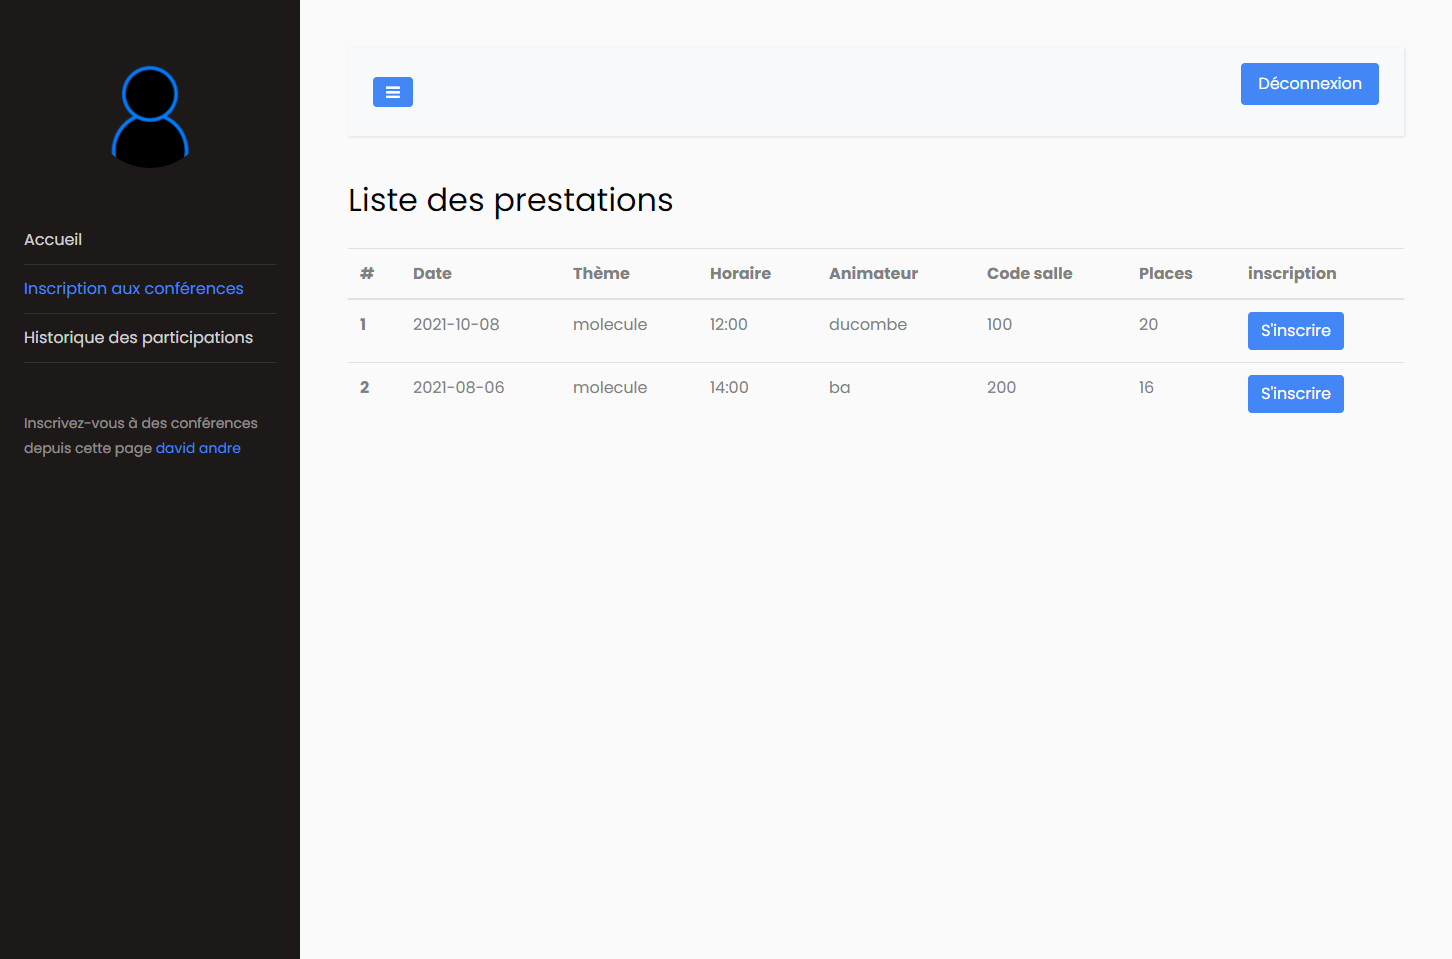 Déconnexion
Accueil
Inscription aux conférences
Historique des participations
Inscrivez-vous à des conférences
depuis cette page david andre
Liste des prestations
# Date Thème Horaire Animateur Code salle Places inscription
1 2021-10-08 molecule 12:00 ducombe 100 20 S'inscrire
2 2021-08-06 molecule 14:00 ba 200 16 S'inscrire